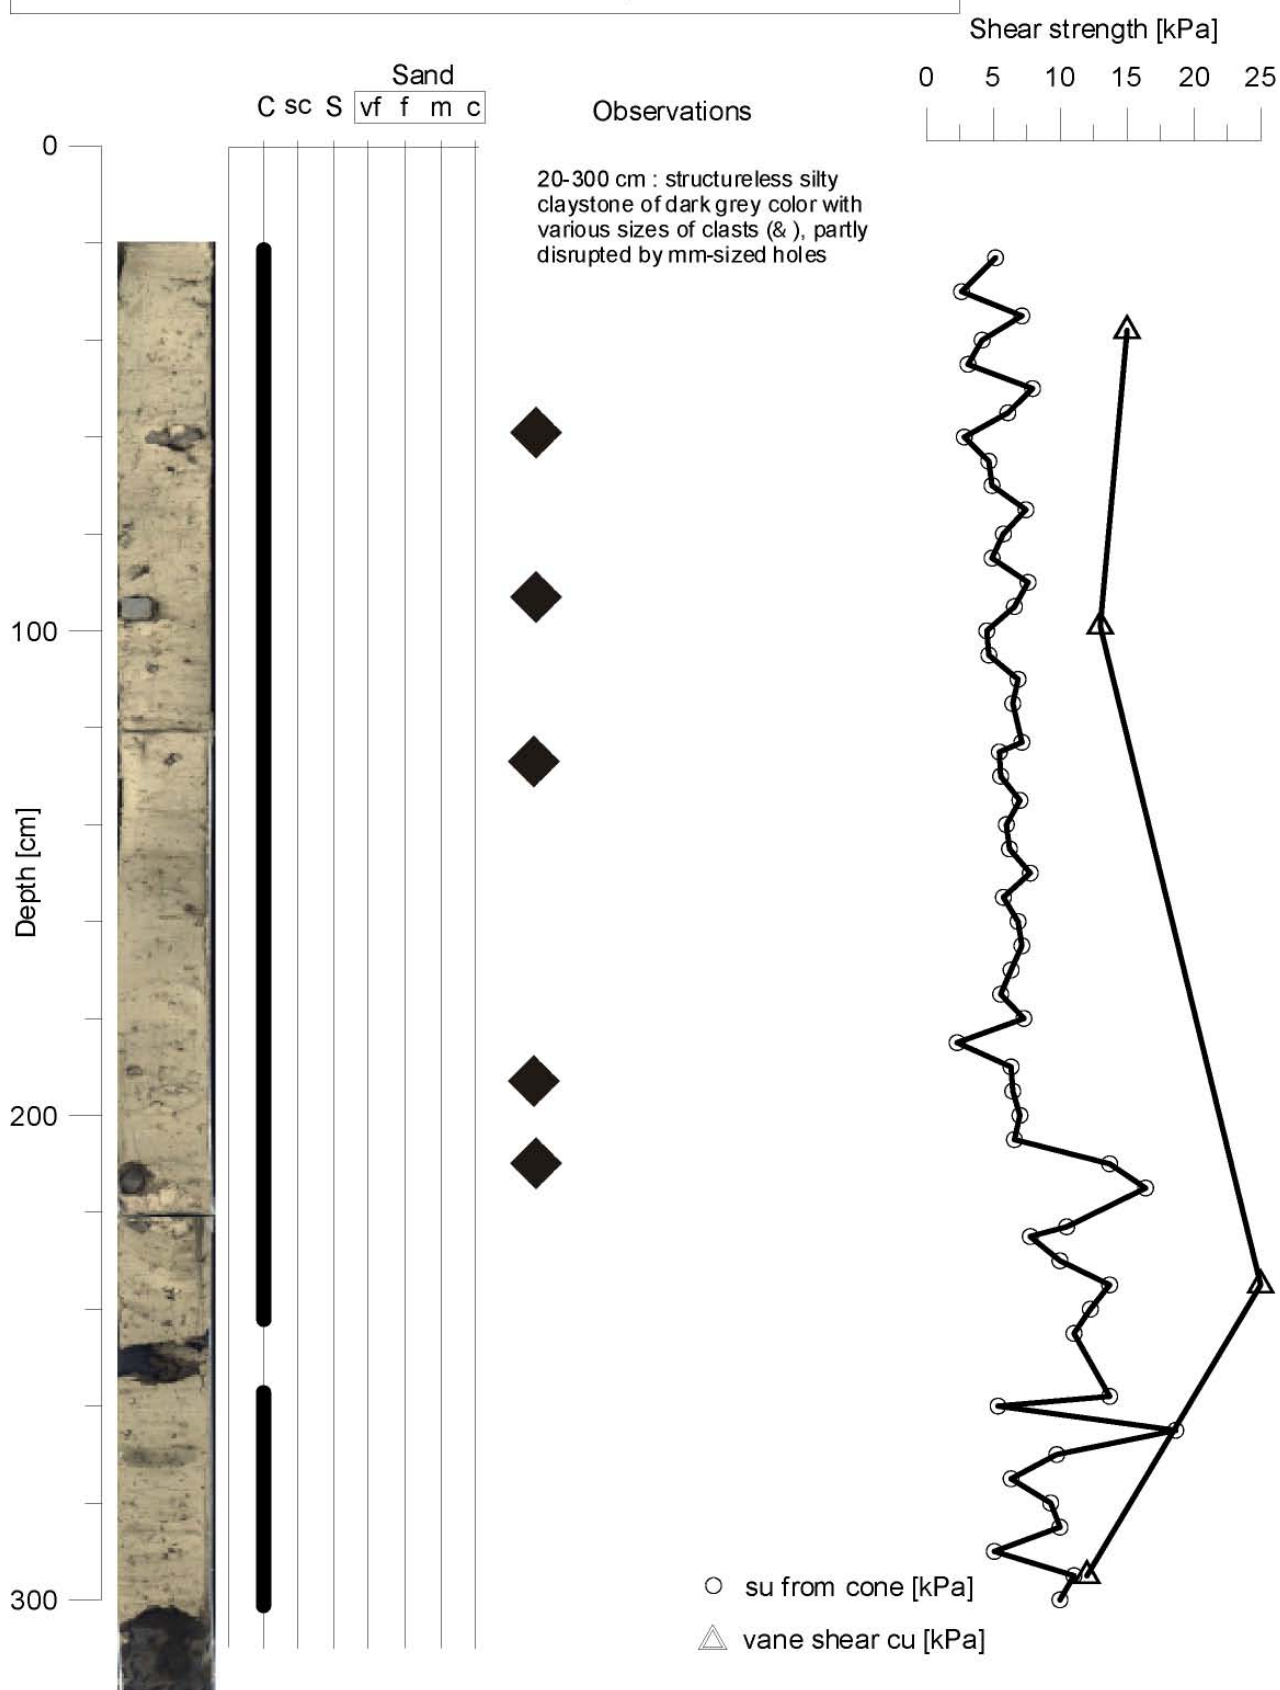 Shear strength [kPa]
0 5 10 15 20 25
Sand
C sc S vf f m c
Observations
0
20-300 cm : structureless silty
claystone of dark grey color with
various sizes of clasts (& ), partly
disrupted by mm-sized holes
100
Depth [cm]
200
300
su from cone [kPa]
vane shear cu [kPa]